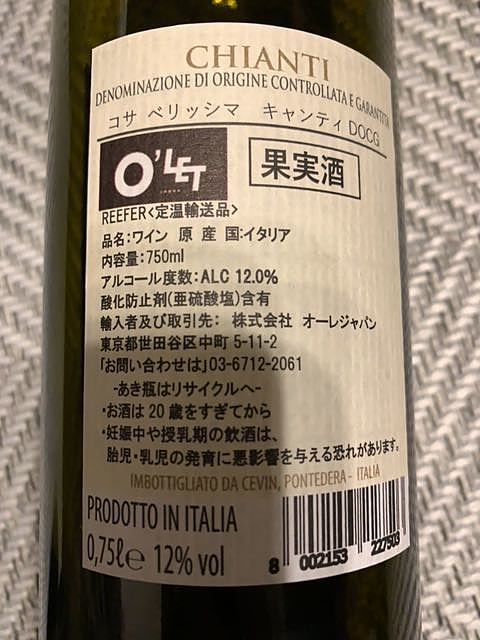 CHIANTI
DENOMINAZIONE DI ORIGINE CONTROLLATA E GARANTITA
コサ ベリッシマ キャンティ DOCG
O'LET
果実酒
REEFER<定温輸送品>
品名:ワイン 原 産 国:イタリア
内容量:750ml
アルコール度数:ALC 12.0%
酸化防止剤(亜硫酸塩)含有
輸入者及び取引先: 株式会社 オーレジャパン
東京都世田谷区中町 5-11-2
「お問い合わせは」03-6712-2061
-あき瓶はリサイクルへ-
・お酒は 20 歳をすぎてから
・妊娠中や授乳期の飲酒は、
胎児・乳児の発育に悪影響を与える恐れがあります。
IMBOTTIGLIATO DA CEVIN, PONTEDERA - ITALIA
PRODOTTO IN ITALIA
0,75ℓ℮ 12% vol
8 002153 227503